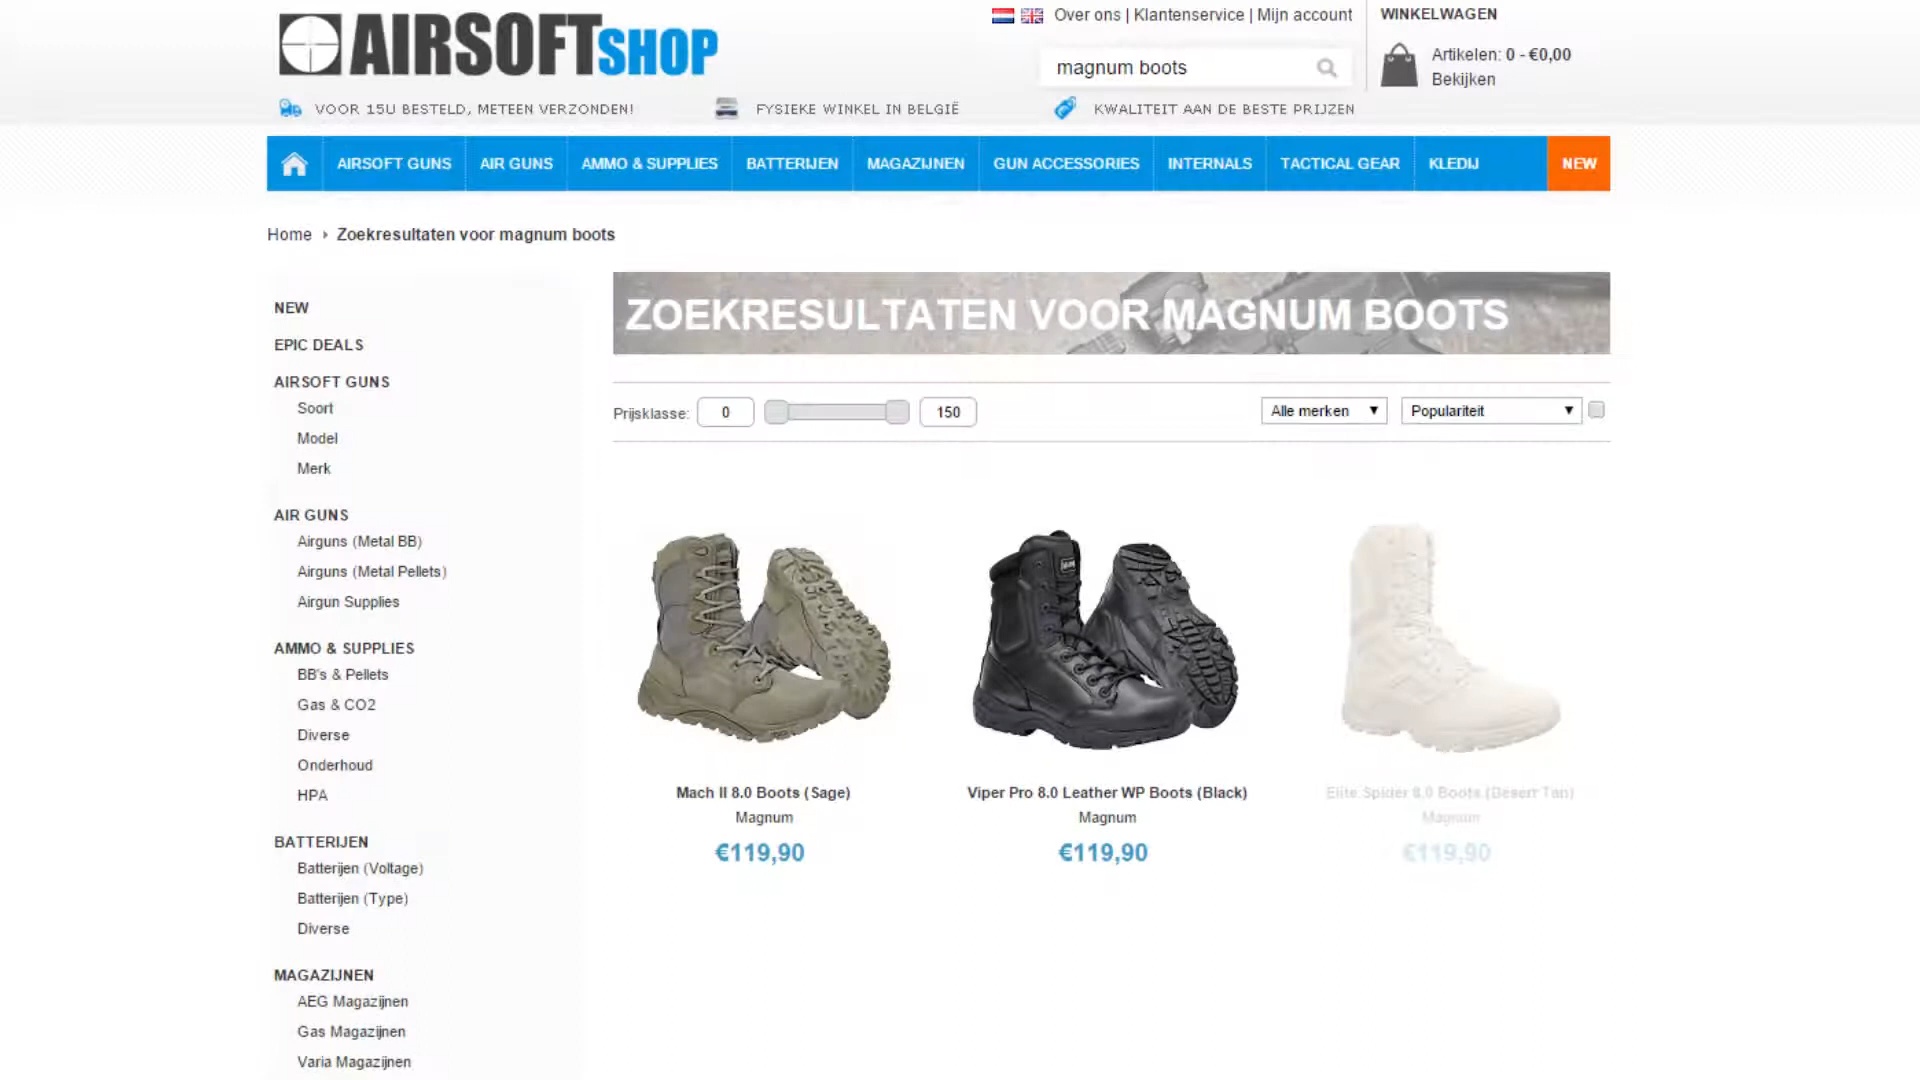 AIRSOFTSHOP
Over ons | Klantenservice | Mijn account
WINKELWAGEN
magnum boots
Artikelen: 0 - €0,00
Bekijken
VOOR 15U BESTELD, METEEN VERZONDEN!
FYSIEKE WINKEL IN BELGIË
KWALITEIT AAN DE BESTE PRIJZEN
AIRSOFT GUNS
AIR GUNS
AMMO & SUPPLIES
BATTERIJEN
MAGAZIJNEN
GUN ACCESSORIES
INTERNALS
TACTICAL GEAR
KLEDIJ
NEW
Home
Zoekresultaten voor magnum boots
NEW
EPIC DEALS
AIRSOFT GUNS
Soort
Model
Merk
AIR GUNS
Airguns (Metal BB)
Airguns (Metal Pellets)
Airgun Supplies
AMMO & SUPPLIES
BB's & Pellets
Gas & CO2
Diverse
Onderhoud
HPA
BATTERIJEN
Batterijen (Voltage)
Batterijen (Type)
Diverse
MAGAZIJNEN
AEG Magazijnen
Gas Magazijnen
Varia Magazijnen
ZOEKRESULTATEN VOOR MAGNUM BOOTS
Prijsklasse:
0
150
Alle merken
Populariteit
Mach II 8.0 Boots (Sage)
Magnum
€119,90
Viper Pro 8.0 Leather WP Boots (Black)
Magnum
€119,90
Elite Spider 8.0 Boots (Desert Tan)
Magnum
€119,90